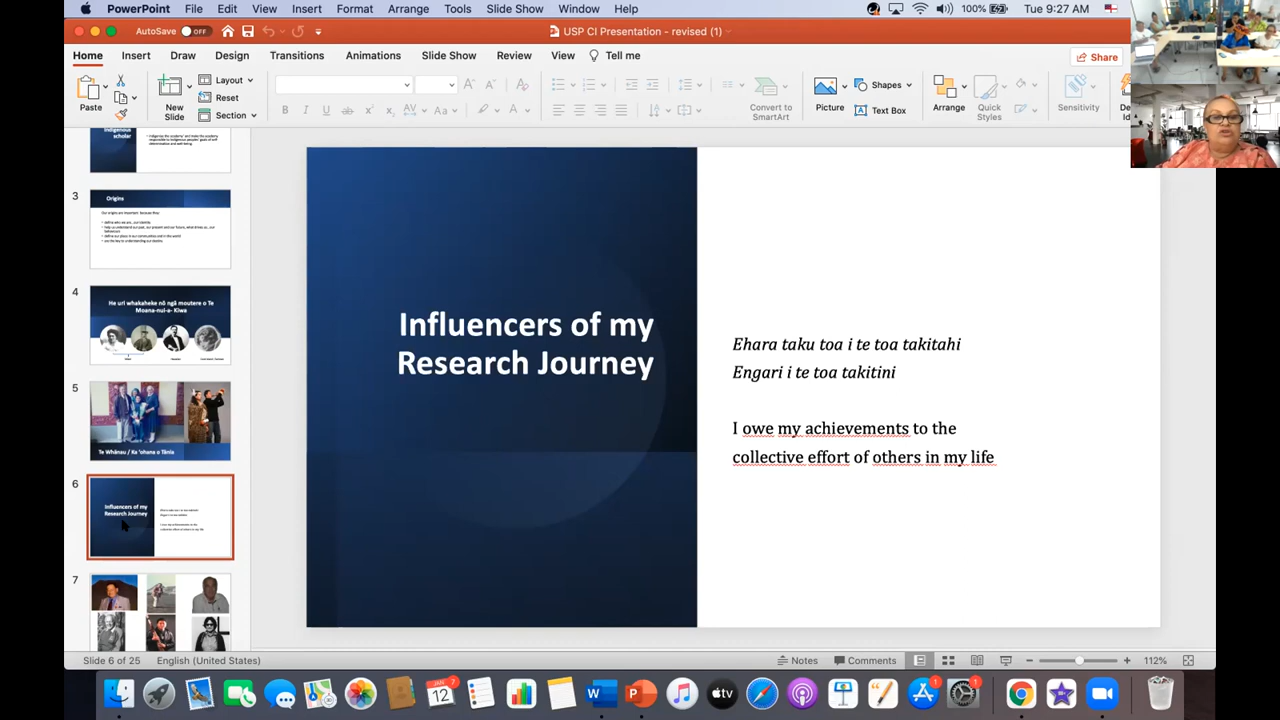 PowerPoint File Edit View Insert Format Arrange Tools Slide Show Window Help 100% Tue 9:27 AM
AutoSave OFF USP CI Presentation - revised (1)
Home Insert Draw Design Transitions Animations Slide Show Review View Tell me Share
Paste New Slide Layout Reset Section Convert to SmartArt Picture Shapes Text Box Arrange Quick Styles Sensitivity
Indigenous
scholar
3
Origins
4
He uri whakaheke nō ngā moutere o Te
Moana-nui-a- Kiwa
5
Te Whānau / Ka 'ohana o Tānia
6
Influencers of my
Research Journey
7
Influencers of my
Research Journey
Ehara taku toa i te toa takitahi
Engari i te toa takitini
I owe my achievements to the
collective effort of others in my life
Slide 6 of 25 English (United States) Notes Comments 112%
JAN
12